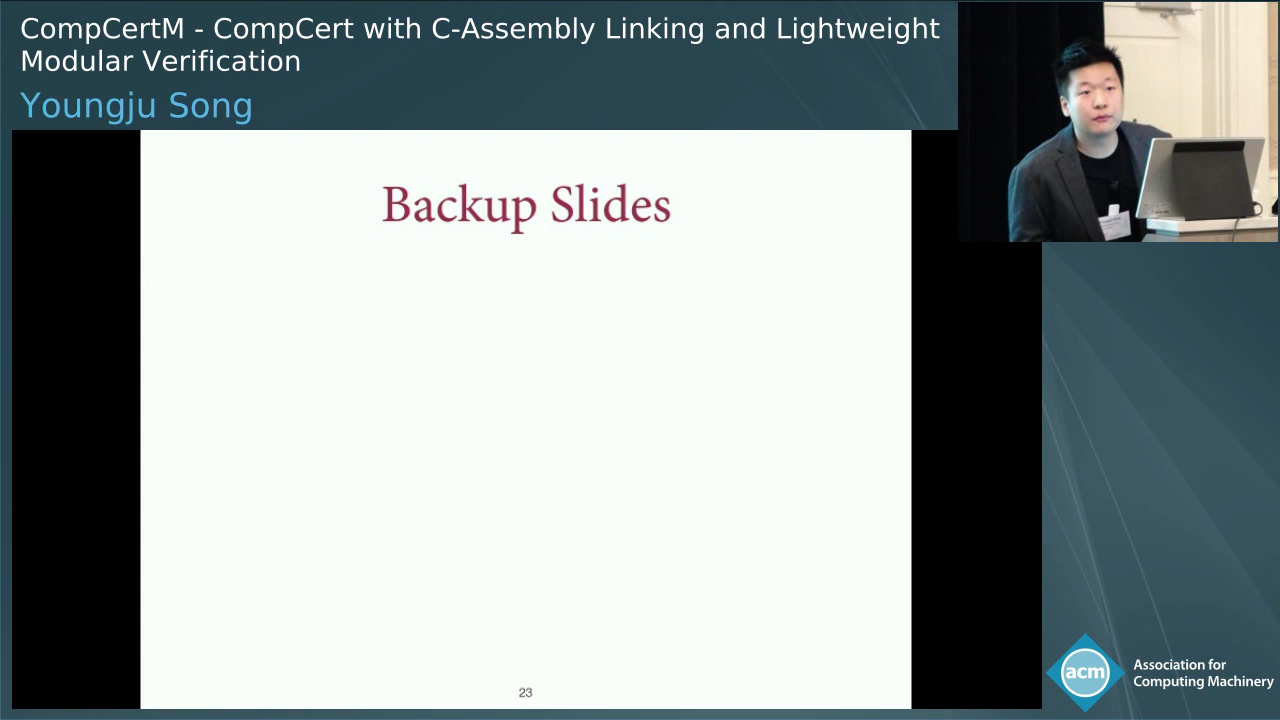 CompCertM - CompCert with C-Assembly Linking and Lightweight
Modular Verification
Youngju Song
Backup Slides
23
acm
Association for
Computing Machinery